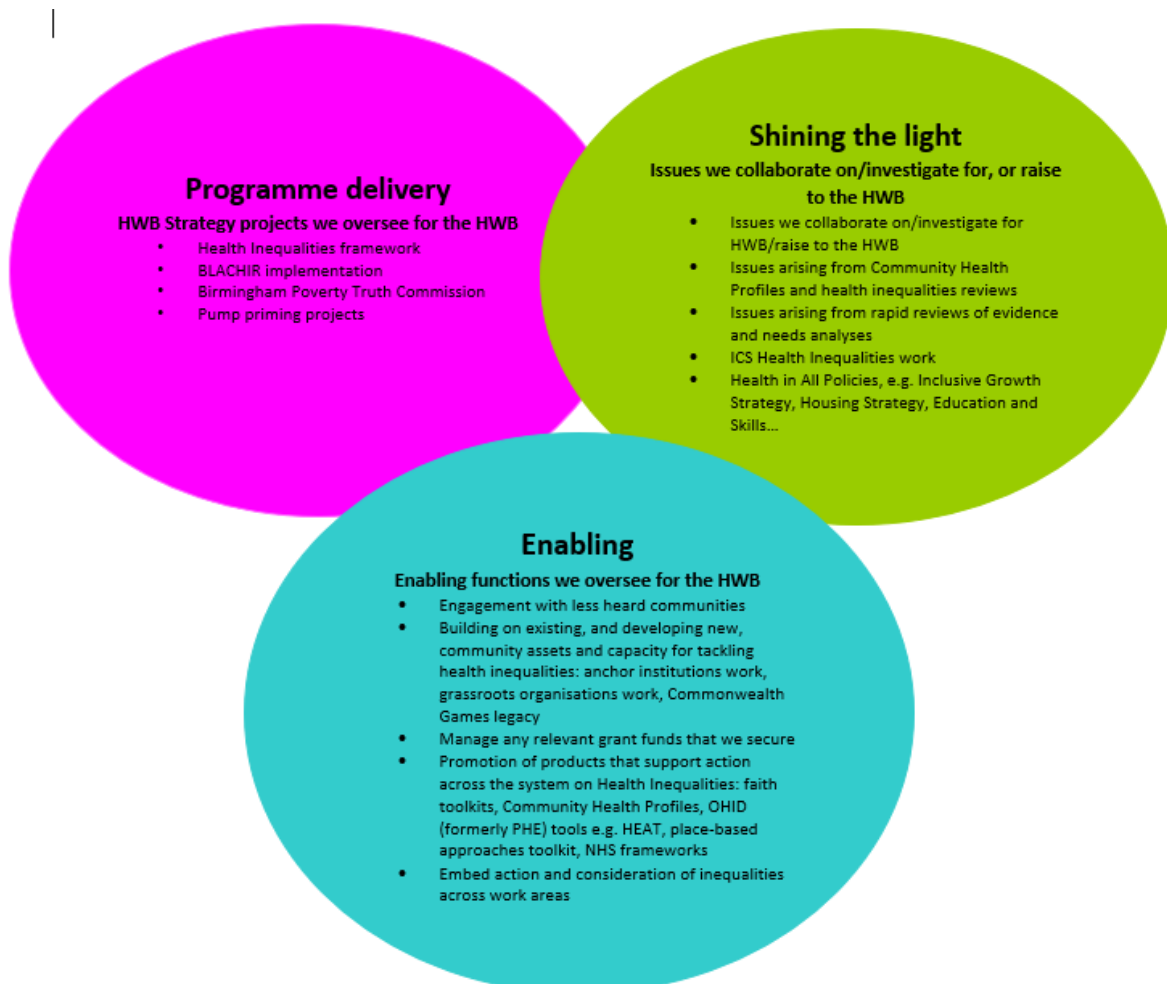 Programme delivery
HWB Strategy projects we oversee for the HWB
• Health Inequalities framework
• BLACHIR implementation
• Birmingham Poverty Truth Commission
• Pump priming projects
Shining the light
Issues we collaborate on/investigate for, or raise
to the HWB
• Issues we collaborate on/investigate for
HWB/raise to the HWB
• Issues arising from Community Health
Profiles and health inequalities reviews
• Issues arising from rapid reviews of evidence
and needs analyses
• ICS Health Inequalities work
• Health in All Policies, e.g. Inclusive Growth
Strategy, Housing Strategy, Education and
Skills...
Enabling
Enabling functions we oversee for the HWB
• Engagement with less heard communities
• Building on existing, and developing new,
community assets and capacity for tackling
health inequalities: anchor institutions work,
grassroots organisations work, Commonwealth
Games legacy
• Manage any relevant grant funds that we secure
• Promotion of products that support action
across the system on Health Inequalities: faith
toolkits, Community Health Profiles, OHID
(formerly PHE) tools e.g. HEAT, place-based
approaches toolkit, NHS frameworks
• Embed action and consideration of inequalities
across work areas